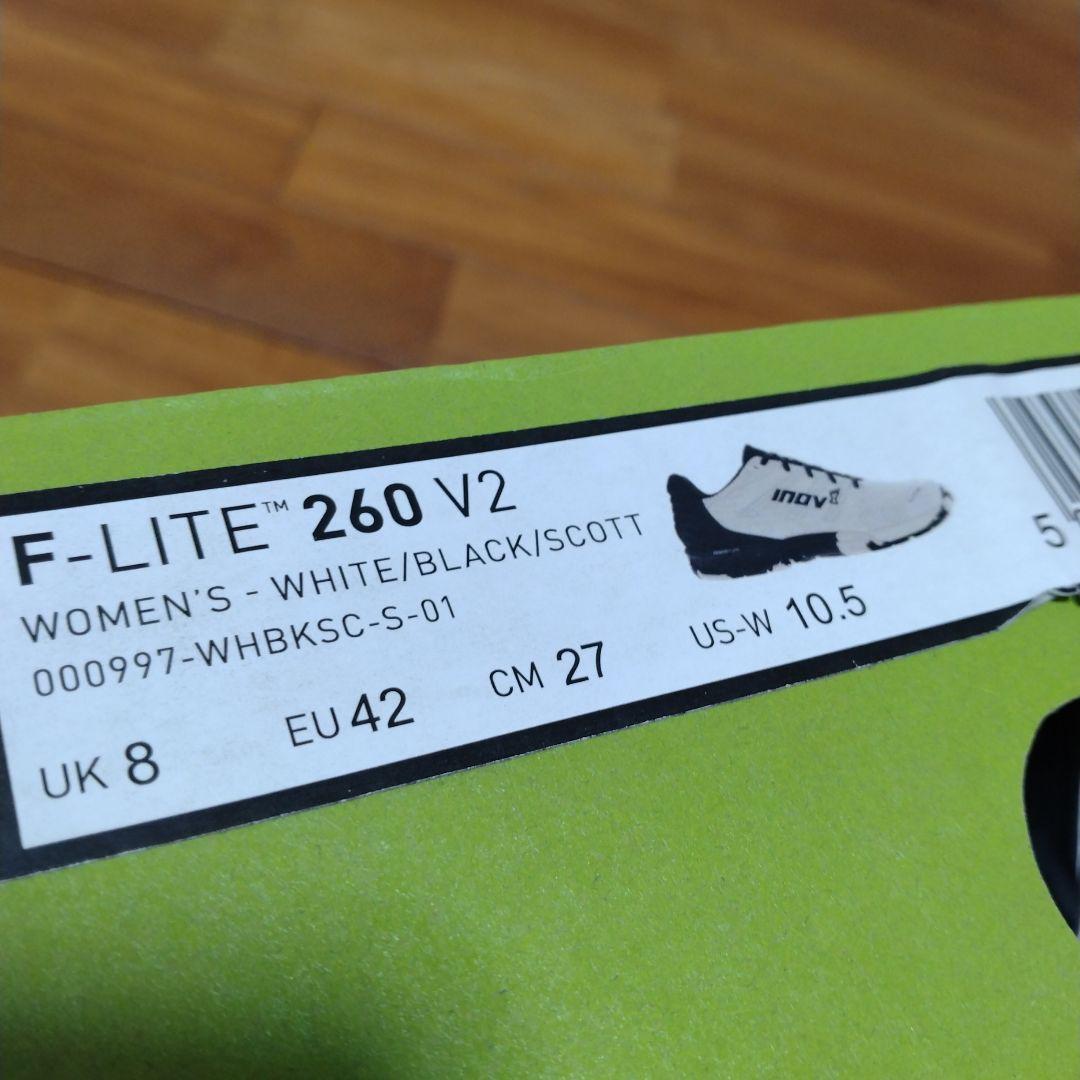 F-LITE™ 260 V2
WOMEN'S - WHITE/BLACK/SCOTT
000997-WHBKSC-S-01
UK 8 EU 42 CM 27 US-W 10.5
INOV8
5